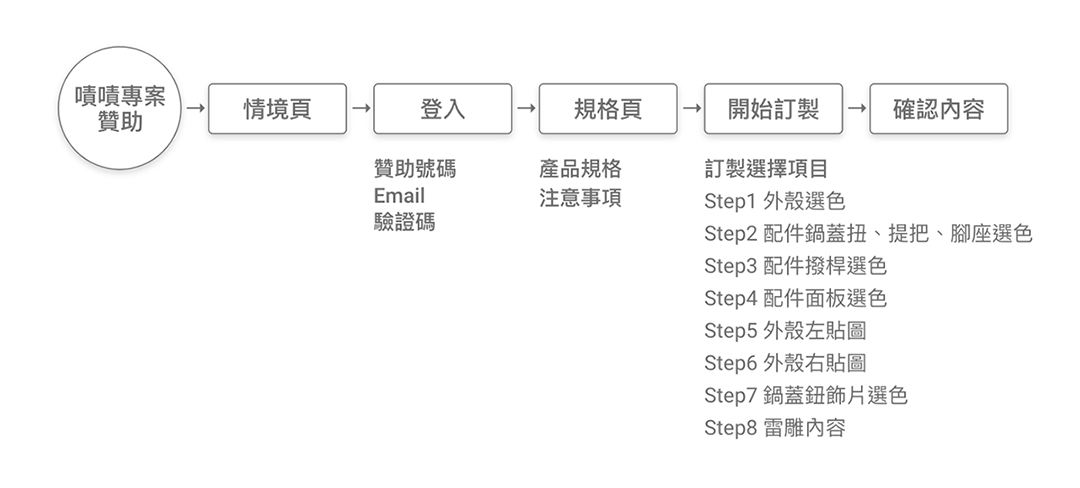 嘖嘖專案
贊助
情境頁
登入
規格頁
開始訂製
確認內容
贊助號碼
Email
驗證碼
產品規格
注意事項
訂製選擇項目
Step1 外殼選色
Step2 配件鍋蓋扭、提把、腳座選色
Step3 配件撥桿選色
Step4 配件面板選色
Step5 外殼左貼圖
Step6 外殼右貼圖
Step7 鍋蓋鈕飾片選色
Step8 雷雕內容